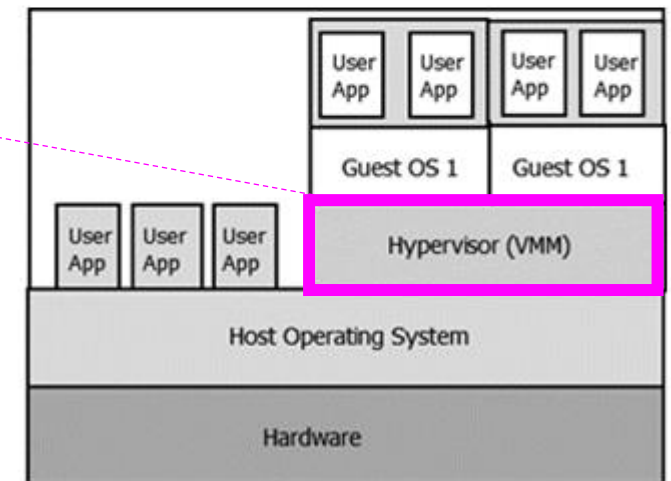 User User User User
App App App App
Guest OS 1 Guest OS 1
User User User
App App App
Hypervisor (VMM)
Host Operating System
Hardware